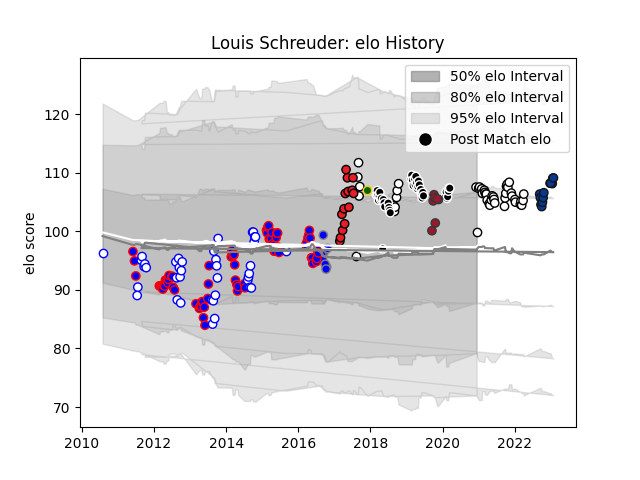 Louis Schreuder: elo History
50% elo Interval
80% elo Interval
95% elo Interval
Post Match elo
elo score
120
110
100
90
80
70
2010 2012 2014 2016 2018 2020 2022